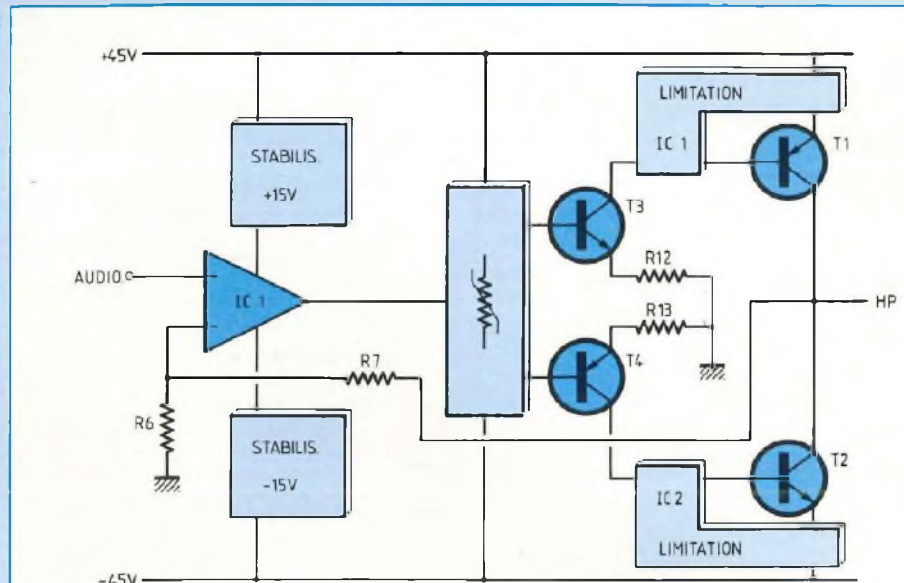 +45V
LIMITATION
IC 1
T1
STABILIS.
+15V
T3
AUDIO
IC 1
R12
R13
HP
R7
T4
R6
STABILIS.
-15V
T2
IC 2
LIMITATION
-45V